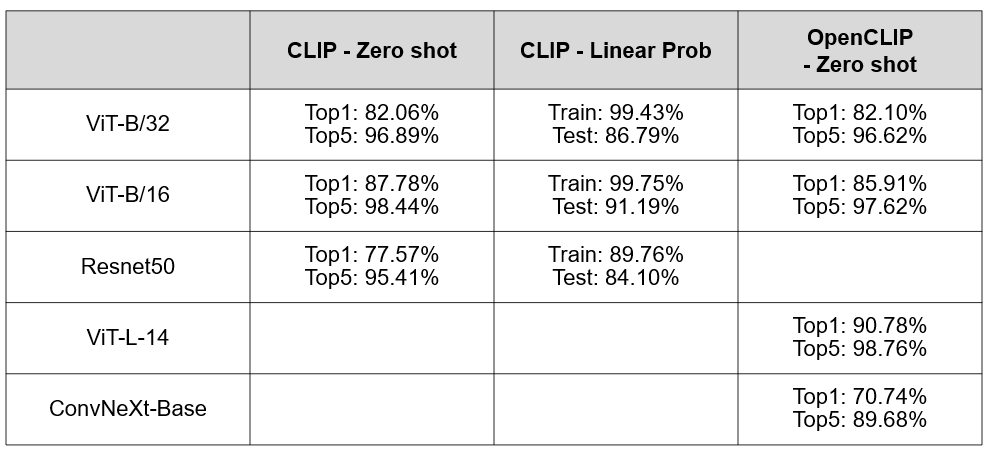 CLIP - Zero shot
CLIP - Linear Prob
OpenCLIP
- Zero shot
ViT-B/32
Top1: 82.06%
Top5: 96.89%
Train: 99.43%
Test: 86.79%
Top1: 82.10%
Top5: 96.62%
ViT-B/16
Top1: 87.78%
Top5: 98.44%
Train: 99.75%
Test: 91.19%
Top1: 85.91%
Top5: 97.62%
Resnet50
Top1: 77.57%
Top5: 95.41%
Train: 89.76%
Test: 84.10%
ViT-L-14
Top1: 90.78%
Top5: 98.76%
ConvNeXt-Base
Top1: 70.74%
Top5: 89.68%